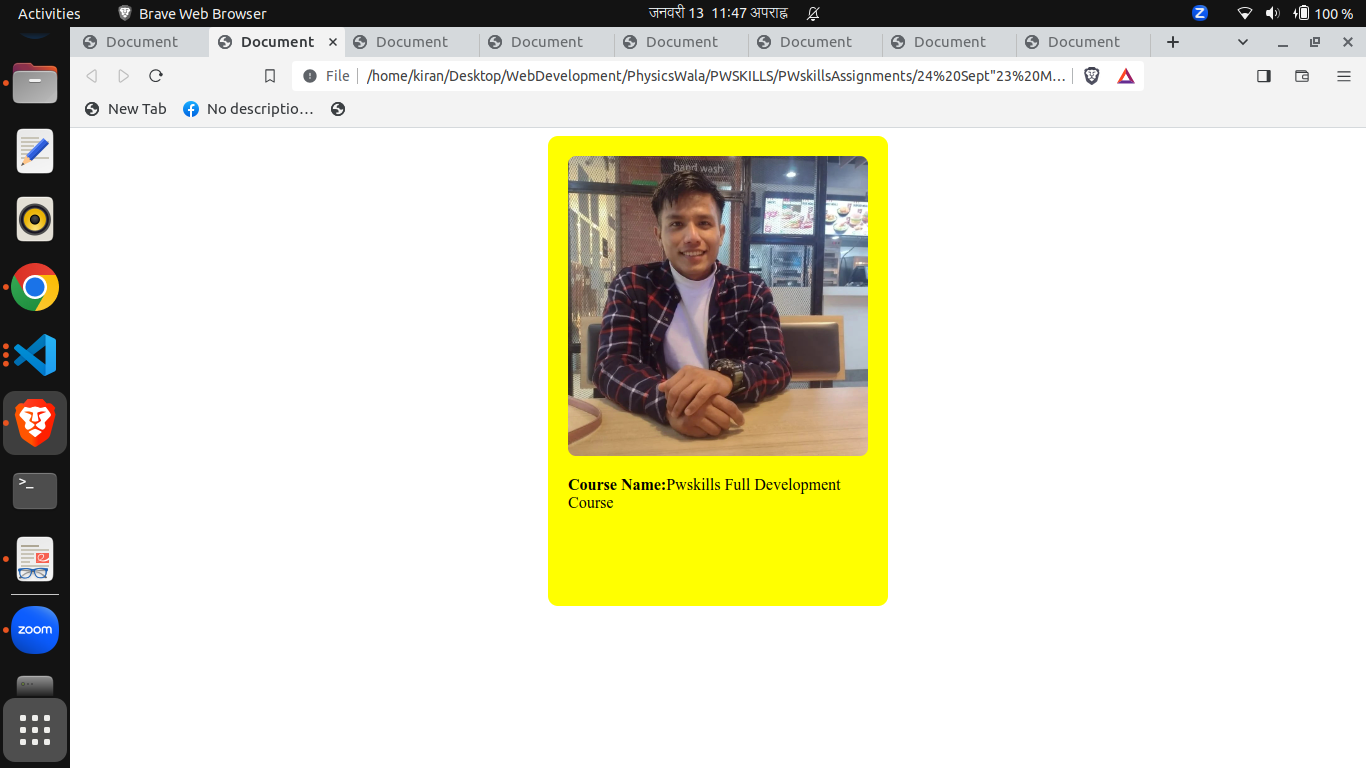 Activities
Brave Web Browser
जनवरी 13 11:47 अपराह्न
Z
100 %
Document
Document
Document
Document
Document
Document
Document
Document
File
/home/kiran/Desktop/WebDevelopment/PhysicsWala/PWSKILLS/PWskillsAssignments/24%20Sept"23%20M…
New Tab
No descriptio…
hand wash
>_
zoom
Course Name:Pwskills Full Development
Course